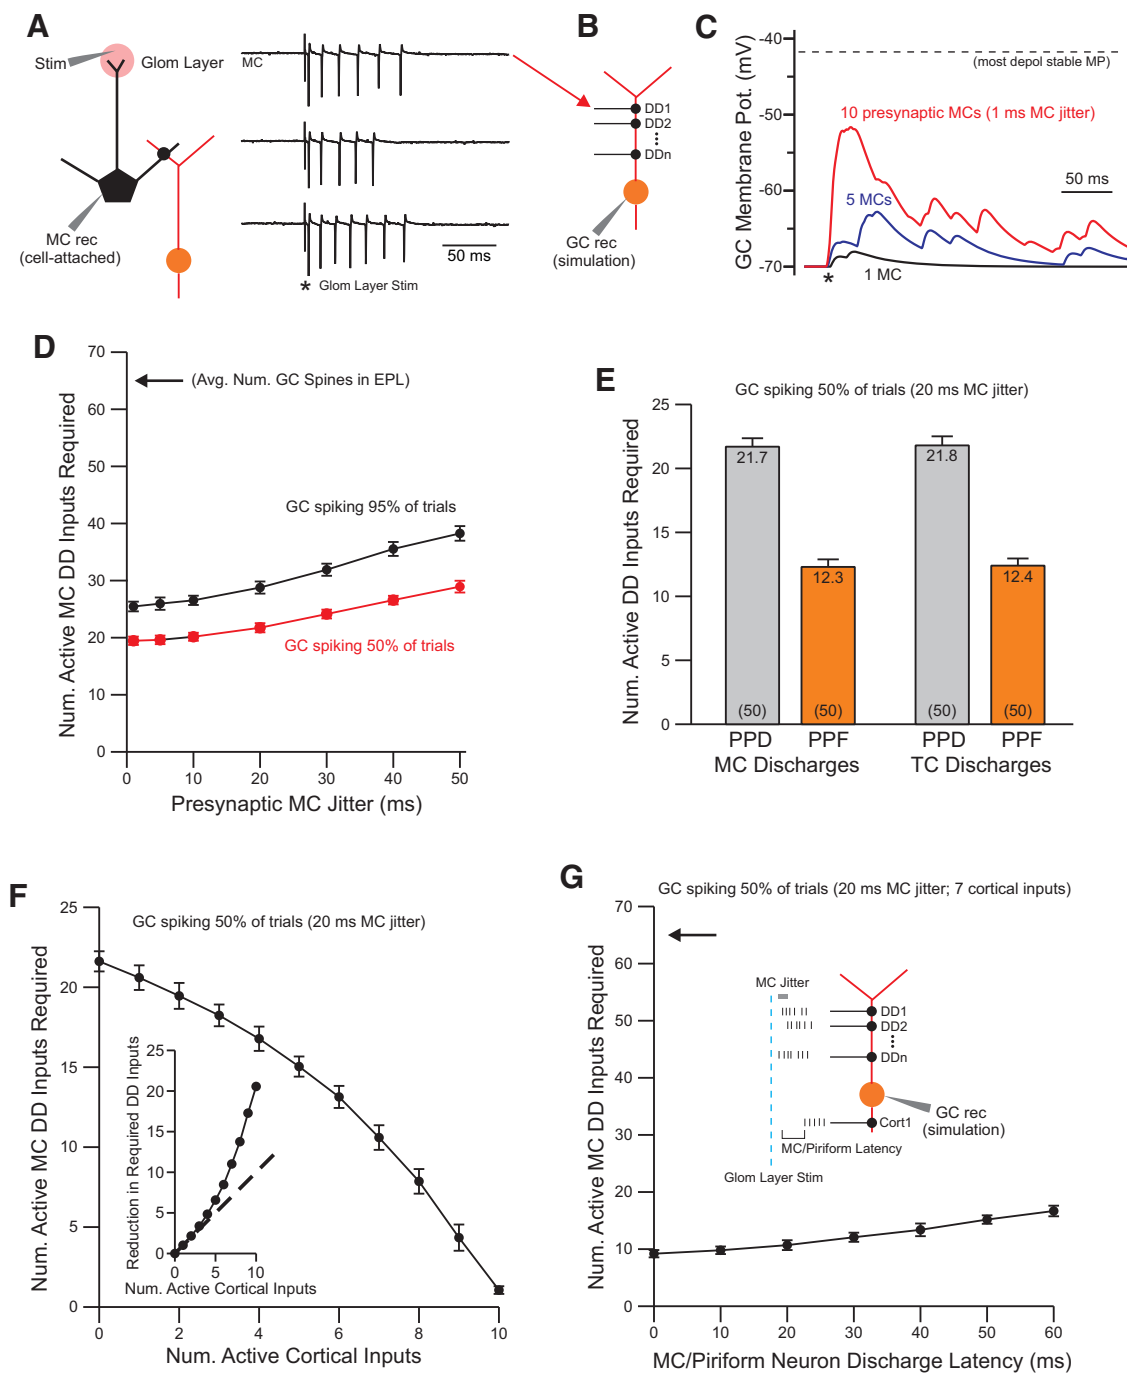 A
Stim
Glom Layer
MC rec
(cell-attached)
MC
50 ms
*
Glom Layer Stim
B
DD1
DD2
DDn
GC rec
(simulation)
C
GC Membrane Pot. (mV)
-40
-50
-60
-70
(most depol stable MP)
10 presynaptic MCs (1 ms MC jitter)
50 ms
5 MCs
1 MC
*
D
Num. Active MC DD Inputs Required
70
60
50
40
30
20
10
0
(Avg. Num. GC Spines in EPL)
GC spiking 95% of trials
GC spiking 50% of trials
0 10 20 30 40 50
Presynaptic MC Jitter (ms)
E
GC spiking 50% of trials (20 ms MC jitter)
Num. Active DD Inputs Required
25
20
15
10
5
0
21.7
12.3
21.8
12.4
(50) (50) (50) (50)
PPD PPF PPD PPF
MC Discharges TC Discharges
F
GC spiking 50% of trials (20 ms MC jitter)
Num. Active MC DD Inputs Required
25
20
15
10
5
0
Reduction in Required DD Inputs
25
20
15
10
5
0
0 5 10
Num. Active Cortical Inputs
0 2 4 6 8 10
Num. Active Cortical Inputs
G
GC spiking 50% of trials (20 ms MC jitter; 7 cortical inputs)
Num. Active MC DD Inputs Required
70
60
50
40
30
20
10
0
MC Jitter
DD1
DD2
DDn
GC rec
(simulation)
Cort1
MC/Piriform Latency
Glom Layer Stim
0 10 20 30 40 50 60
MC/Piriform Neuron Discharge Latency (ms)